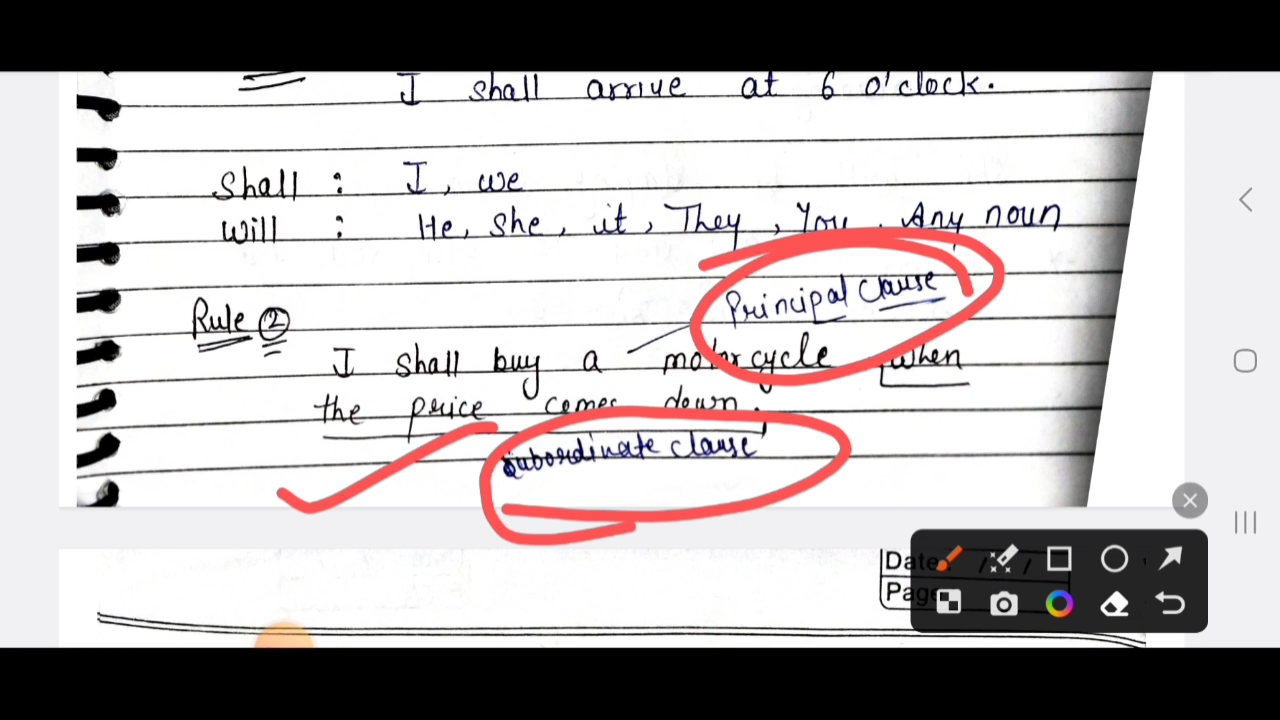 I shall arrive at 6 o'clock.
Shall : I, we
Will : He, she, it, They, You, Any noun
Principal clause
Rule ②
I shall buy a motorcycle when
the price comes down.
Subordinate clause
Date
Pag